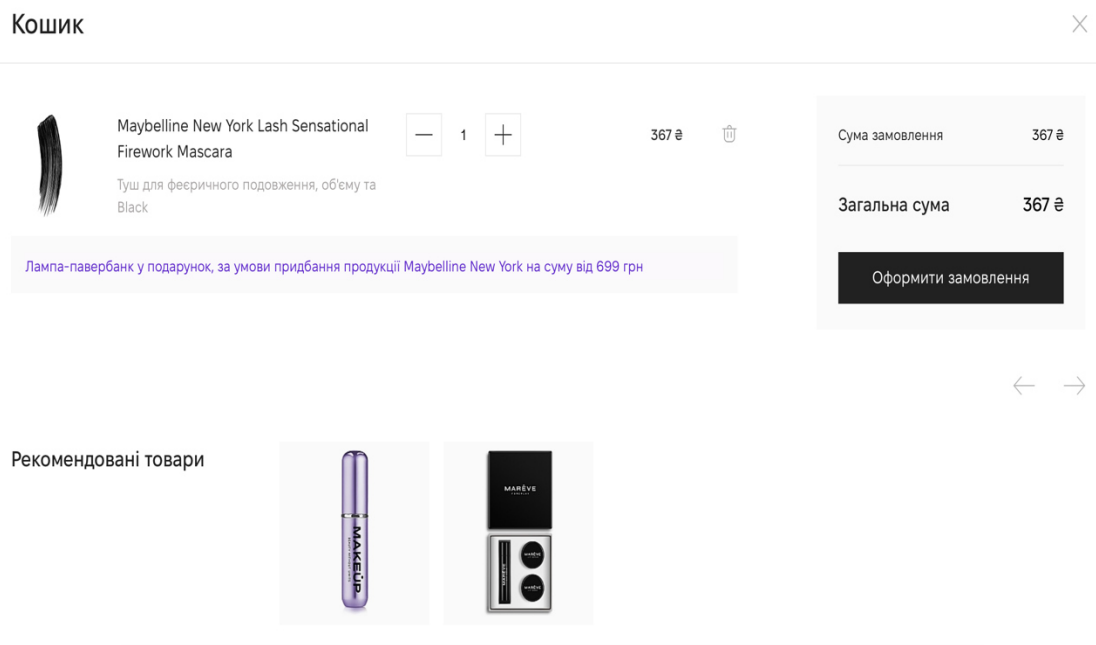 Кошик
Maybelline New York Lash Sensational
Firework Mascara
Туш для феєричного подовження, об'єму та
Black
1
367 ₴
Лампа-павербанк у подарунок, за умови придбання продукції Maybelline New York на суму від 699 грн
Сума замовлення 367 ₴
Загальна сума 367 ₴
Оформити замовлення
Рекомендовані товари
MAKEUP
MARÊVE
MARÊVE
MARÊVE